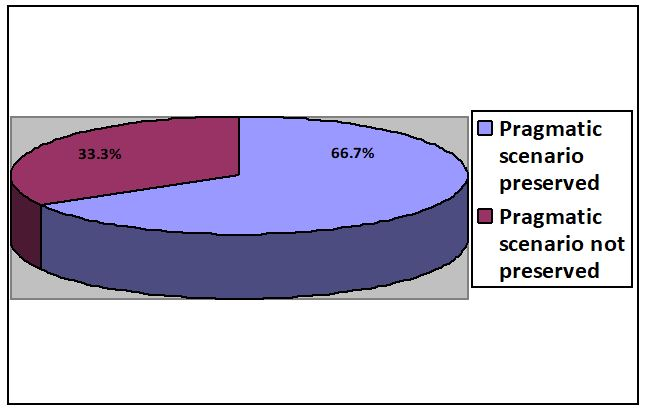 33.3%
66.7%
Pragmatic
scenario
preserved
Pragmatic
scenario not
preserved